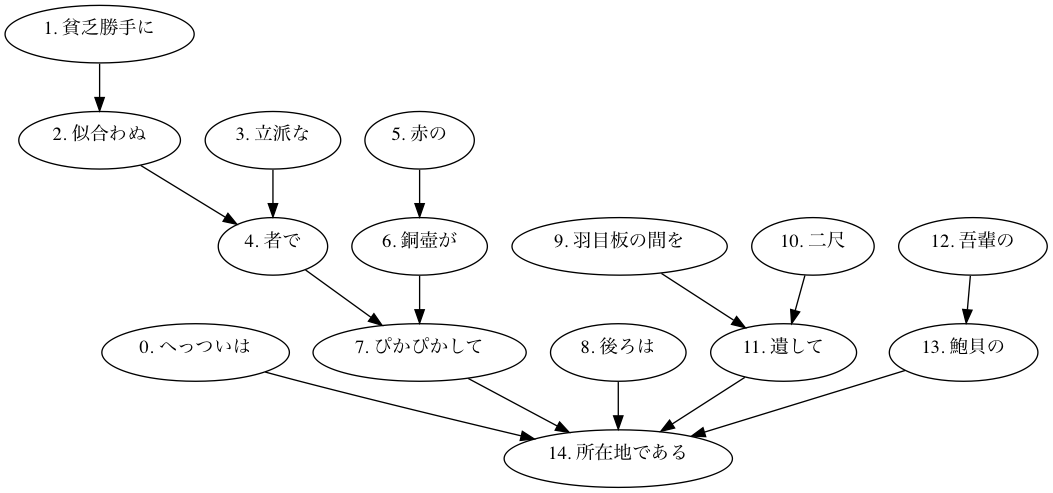 1. 貧乏勝手に
2. 似合わぬ
3. 立派な
5. 赤の
4. 者で
6. 銅壺が
9. 羽目板の間を
10. 二尺
12. 吾輩の
0. へっついは
7. ぴかぴかして
8. 後ろは
11. 遺して
13. 鮑貝の
14. 所在地である